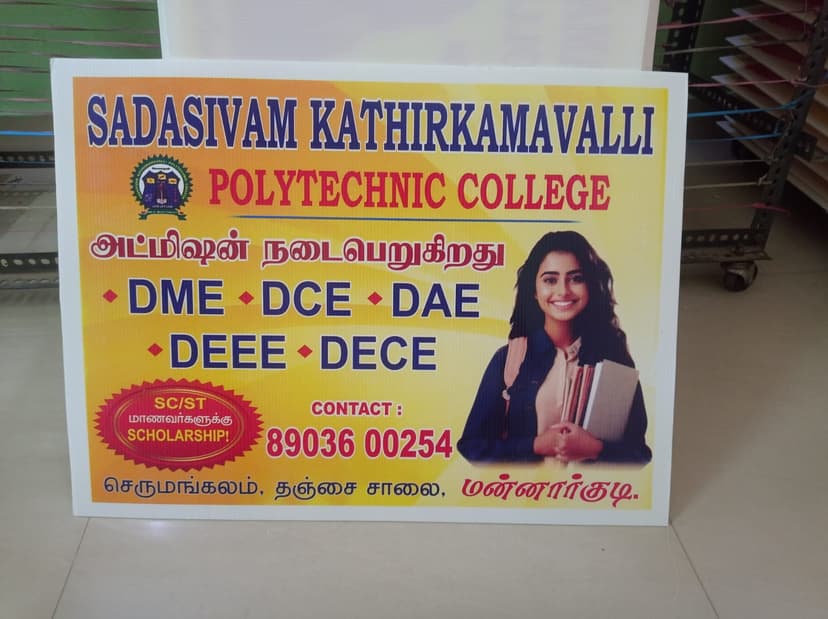 SADASIVAM KATHIRKAMAVALLI
POLYTECHNIC COLLEGE
அட்மிஷன் நடைபெறுகிறது
DME DCE DAE
DEEE DECE
SC/ST
மாணவர்களுக்கு
SCHOLARSHIP!
CONTACT :
89036 00254
செருமங்கலம், தஞ்சை சாலை, மன்னார்குடி.